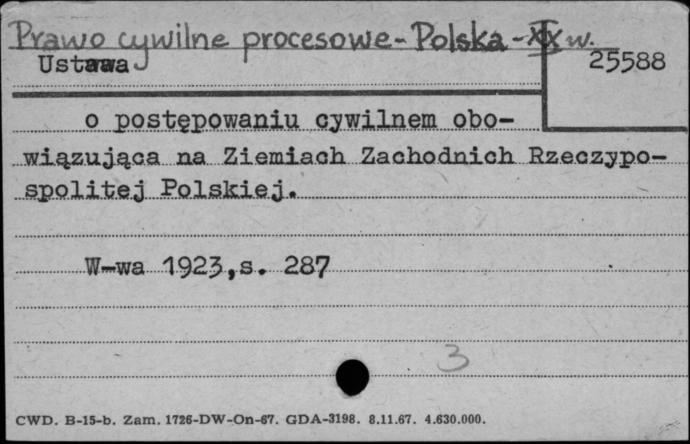 Prawo cywilne procesowe - Polska - XX w.
Ustawa
25588
o postępowaniu cywilnem obo-
wiązująca na Ziemiach Zachodnich Rzeczypo-
spolitej Polskiej.
W-wa 1923,s. 287
3
CWD. B-15-b. Zam. 1726-DW-On-67. GDA-3198. 8.11.67. 4.630.000.